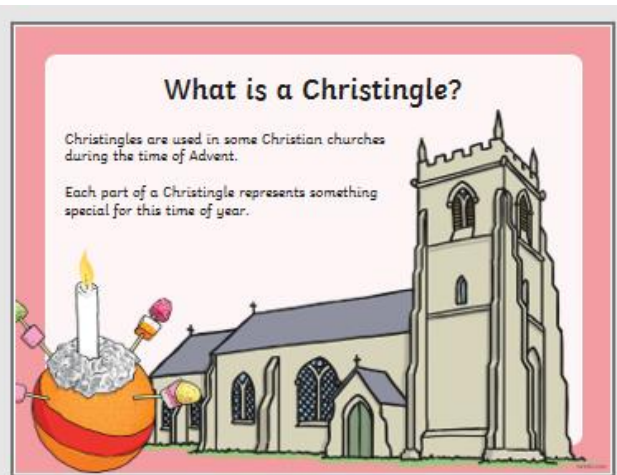 What is a Christingle?
Christingles are used in some Christian churches
during the time of Advent.
Each part of a Christingle represents something
special for this time of year.